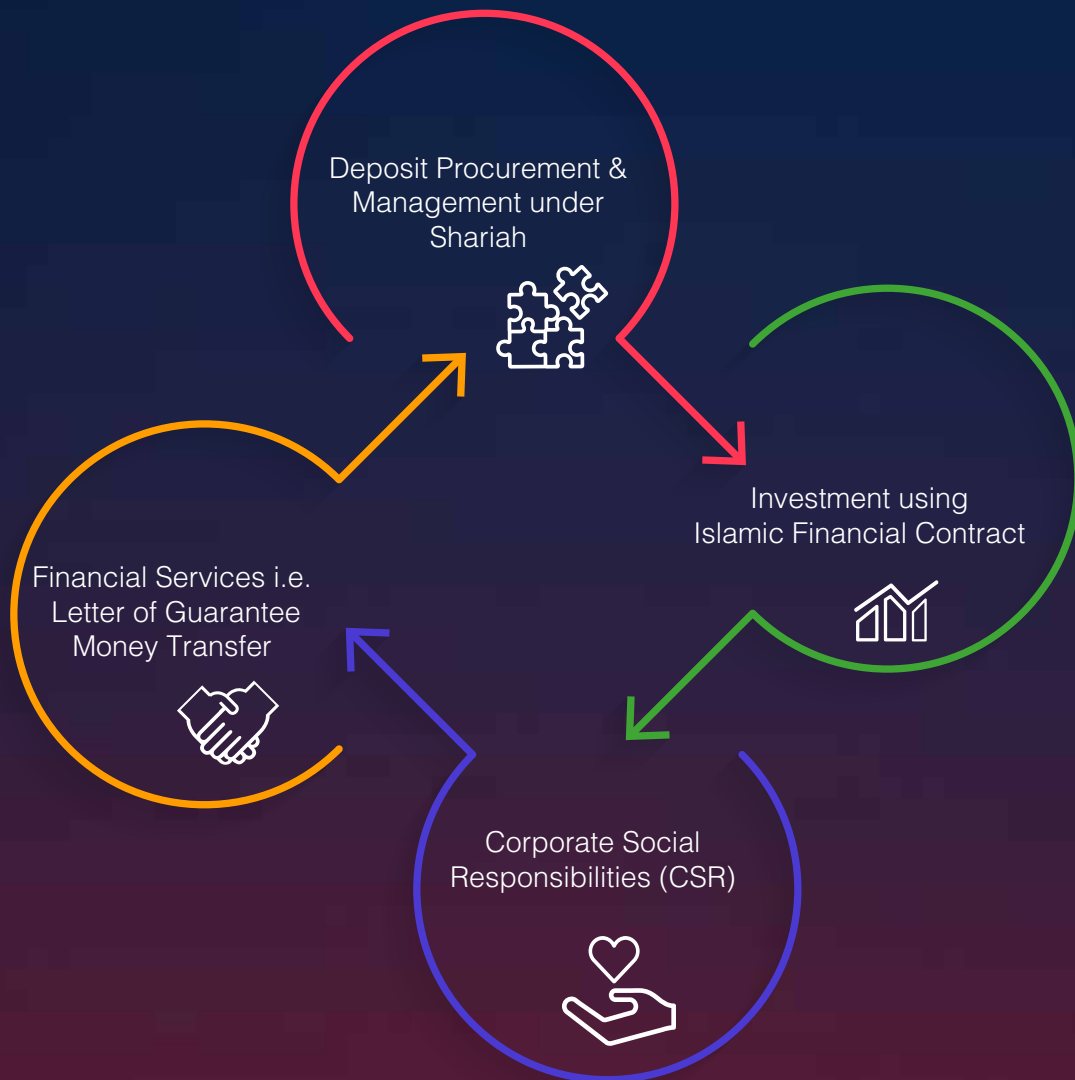 Deposit Procurement &
Management under
Shariah
Investment using
Islamic Financial Contract
Corporate Social
Responsibilities (CSR)
Financial Services i.e.
Letter of Guarantee
Money Transfer